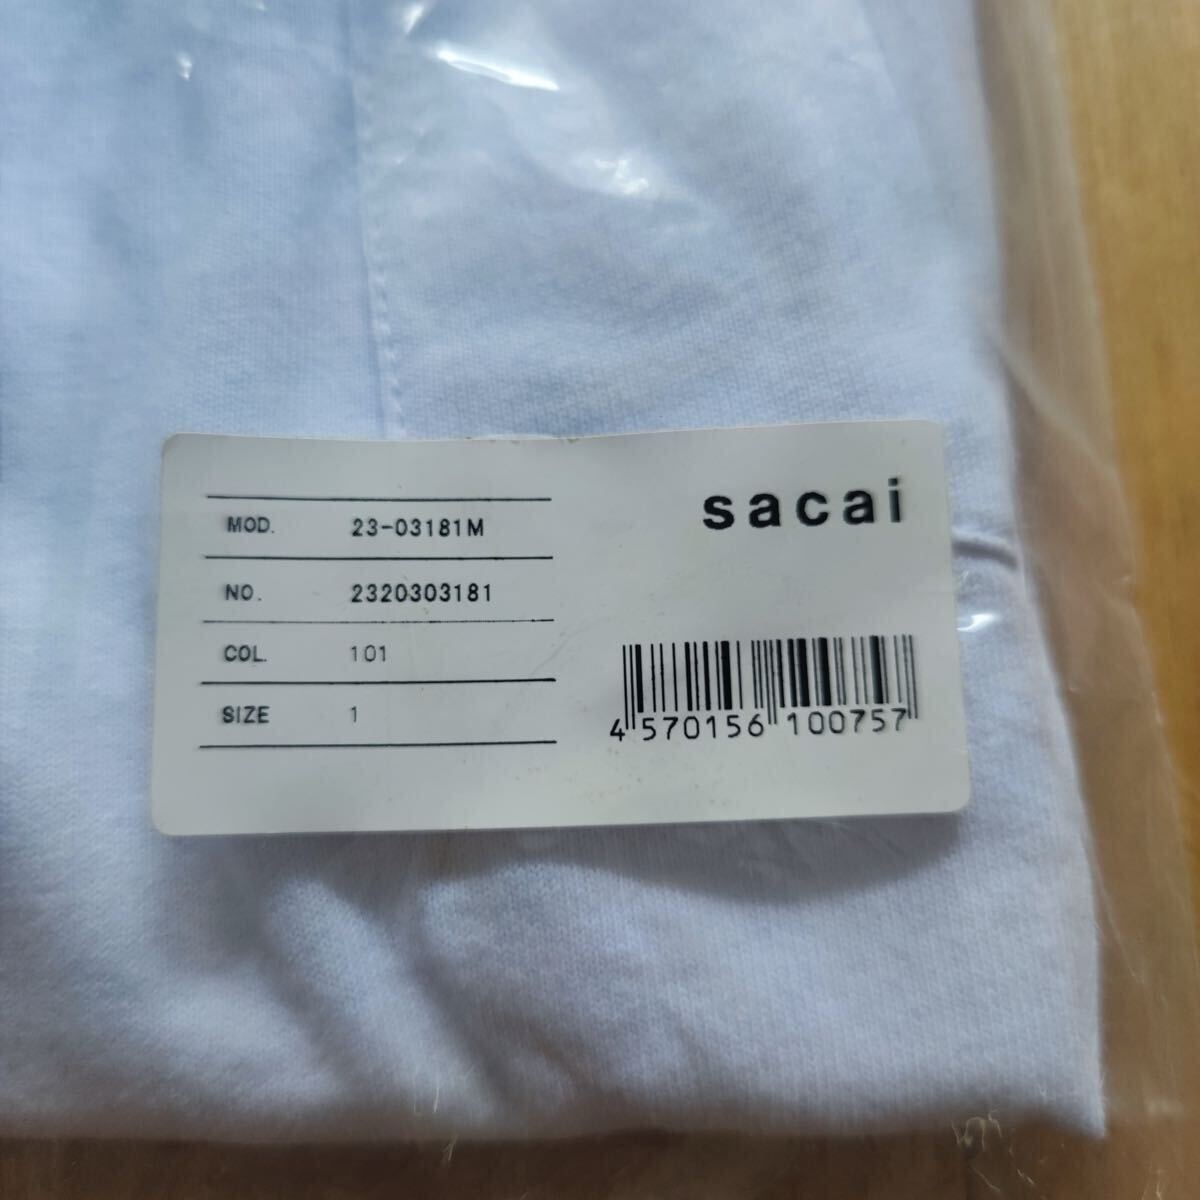 sacai
MOD. 23-03181M
NO. 2320303181
COL. 101
SIZE 1
4 570156 100757